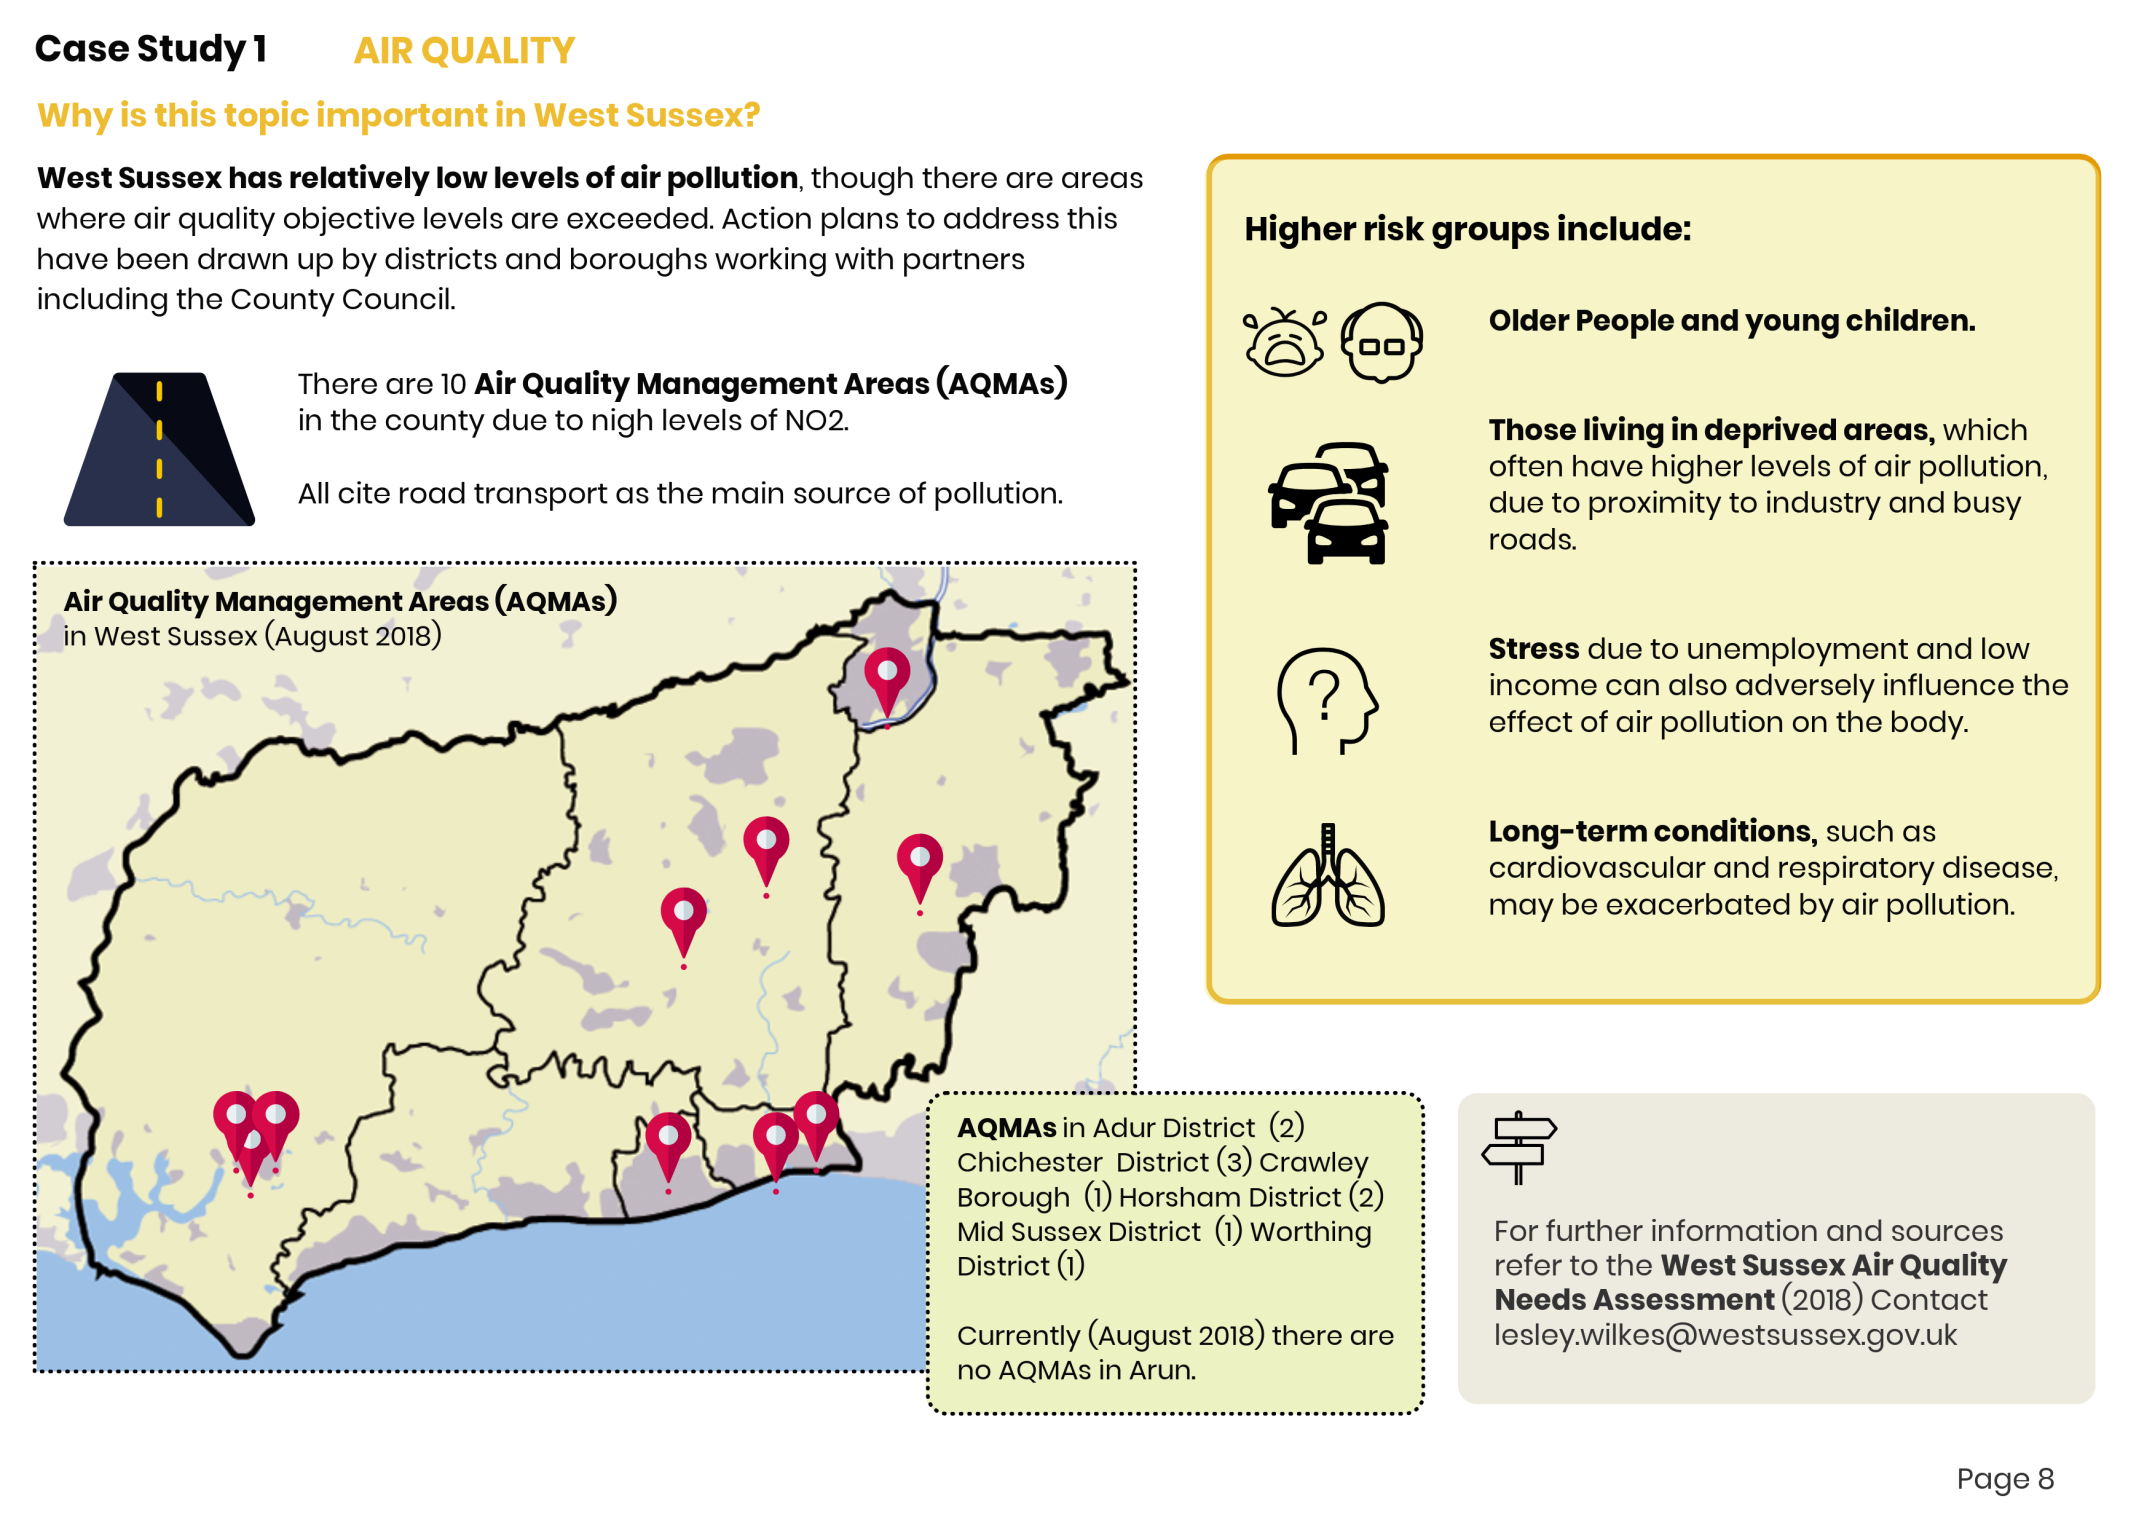 Case Study 1 AIR QUALITY
Why is this topic important in West Sussex?
West Sussex has relatively low levels of air pollution, though there are areas
where air quality objective levels are exceeded. Action plans to address this
have been drawn up by districts and boroughs working with partners
including the County Council.
There are 10 Air Quality Management Areas (AQMAs)
in the county due to nigh levels of NO2.
All cite road transport as the main source of pollution.
Air Quality Management Areas (AQMAs)
in West Sussex (August 2018)
AQMAs in Adur District (2)
Chichester District (3) Crawley
Borough (1) Horsham District (2)
Mid Sussex District (1) Worthing
District (1)
Currently (August 2018) there are
no AQMAs in Arun.
Higher risk groups include:
Older People and young children.
Those living in deprived areas, which
often have higher levels of air pollution,
due to proximity to industry and busy
roads.
?
Stress due to unemployment and low
income can also adversely influence the
effect of air pollution on the body.
Long-term conditions, such as
cardiovascular and respiratory disease,
may be exacerbated by air pollution.
For further information and sources
refer to the West Sussex Air Quality
Needs Assessment (2018) Contact
lesley.wilkes@westsussex.gov.uk
Page 8